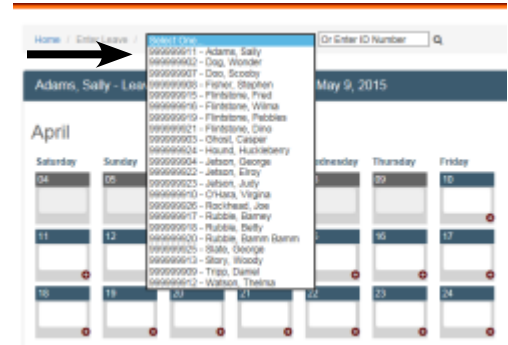 Home / Enter Leave / Select One Or Enter ID Number
999999911 - Adams, Sally
999999902 - Dog, Wonder
999999907 - Doo, Scooby
999999908 - Fisher, Stephen
999999915 - Flintstone, Fred
999999916 - Flintstone, Wilma
999999919 - Flintstone, Pebbles
999999921 - Flintstone, Dino
999999903 - Ghost, Casper
999999924 - Hound, Huckleberry
999999904 - Jetson, George
999999922 - Jetson, Elroy
999999923 - Jetson, Judy
999999910 - O'Hara, Virgina
999999926 - Rockhead, Joe
999999917 - Rubble, Barney
999999918 - Rubble, Betty
999999920 - Rubble, Bamm Bamm
999999925 - Slate, George
999999913 - Story, Woody
999999909 - Tripp, Daniel
999999912 - Watson, Thelma
Adams, Sally - Leav May 9, 2015
April
Saturday Sunday ednesday Thursday Friday
04 05 09 10
11 12 16 17
18 19 20 21 22 23 24